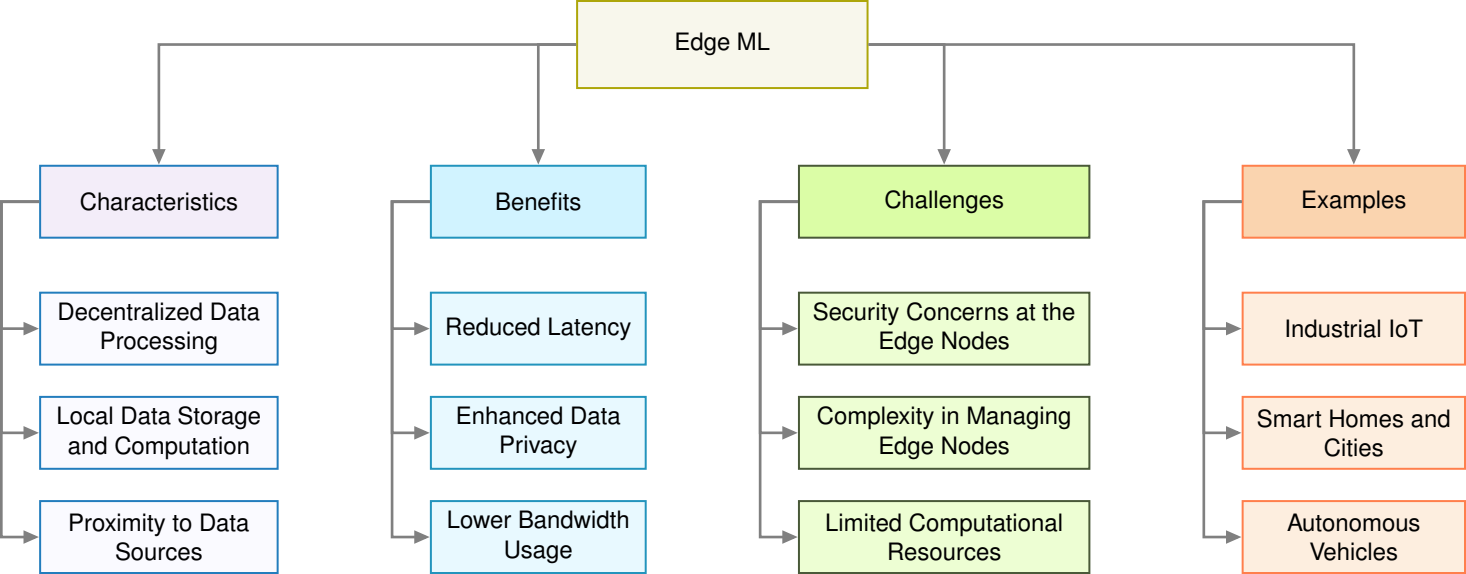 Edge ML
Characteristics
Benefits
Challenges
Examples
Decentralized Data
Processing
Reduced Latency
Security Concerns at the
Edge Nodes
Industrial IoT
Local Data Storage
and Computation
Enhanced Data
Privacy
Complexity in Managing
Edge Nodes
Smart Homes and
Cities
Proximity to Data
Sources
Lower Bandwidth
Usage
Limited Computational
Resources
Autonomous
Vehicles